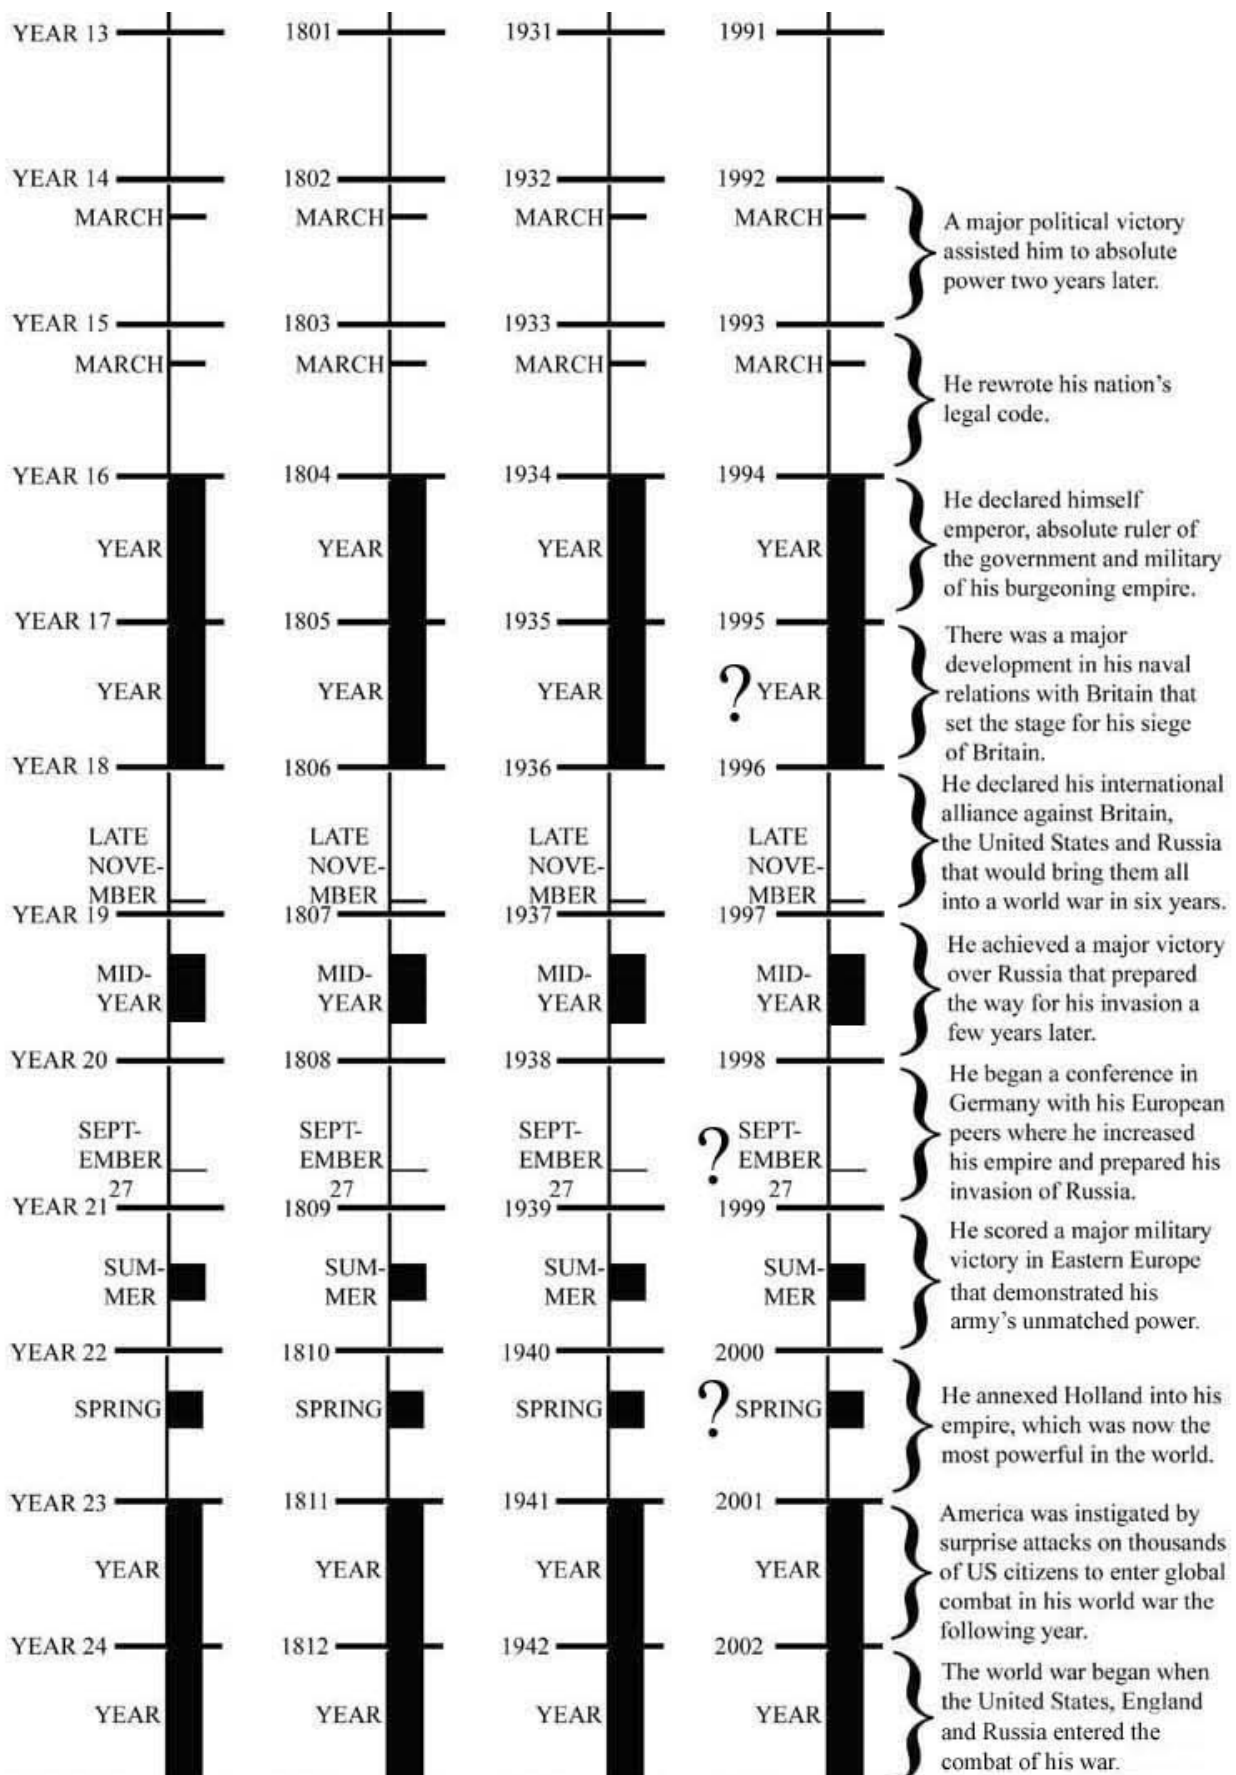 YEAR 13 1801 1931 1991
YEAR 14 1802 1932 1992
MARCH MARCH MARCH MARCH
A major political victory
assisted him to absolute
power two years later.
YEAR 15 1803 1933 1993
MARCH MARCH MARCH MARCH
He rewrote his nation's
legal code.
YEAR 16 1804 1934 1994
YEAR YEAR YEAR YEAR
He declared himself
emperor, absolute ruler of
the government and military
of his burgeoning empire.
YEAR 17 1805 1935 1995
YEAR YEAR YEAR ? YEAR
There was a major
development in his naval
relations with Britain that
set the stage for his siege
of Britain.
YEAR 18 1806 1936 1996
LATE LATE LATE LATE
NOVE- NOVE- NOVE- NOVE-
MBER MBER MBER MBER
He declared his international
alliance against Britain,
the United States and Russia
that would bring them all
into a world war in six years.
YEAR 19 1807 1937 1997
MID- MID- MID- MID-
YEAR YEAR YEAR YEAR
He achieved a major victory
over Russia that prepared
the way for his invasion a
few years later.
YEAR 20 1808 1938 1998
SEPT- SEPT- SEPT- ? SEPT-
EMBER EMBER EMBER EMBER
27 27 27 27
He began a conference in
Germany with his European
peers where he increased
his empire and prepared his
invasion of Russia.
YEAR 21 1809 1939 1999
SUM- SUM- SUM- SUM-
MER MER MER MER
He scored a major military
victory in Eastern Europe
that demonstrated his
army's unmatched power.
YEAR 22 1810 1940 2000
SPRING SPRING SPRING ? SPRING
He annexed Holland into his
empire, which was now the
most powerful in the world.
YEAR 23 1811 1941 2001
YEAR YEAR YEAR YEAR
America was instigated by
surprise attacks on thousands
of US citizens to enter global
combat in his world war the
following year.
YEAR 24 1812 1942 2002
YEAR YEAR YEAR YEAR
The world war began when
the United States, England
and Russia entered the
combat of his war.